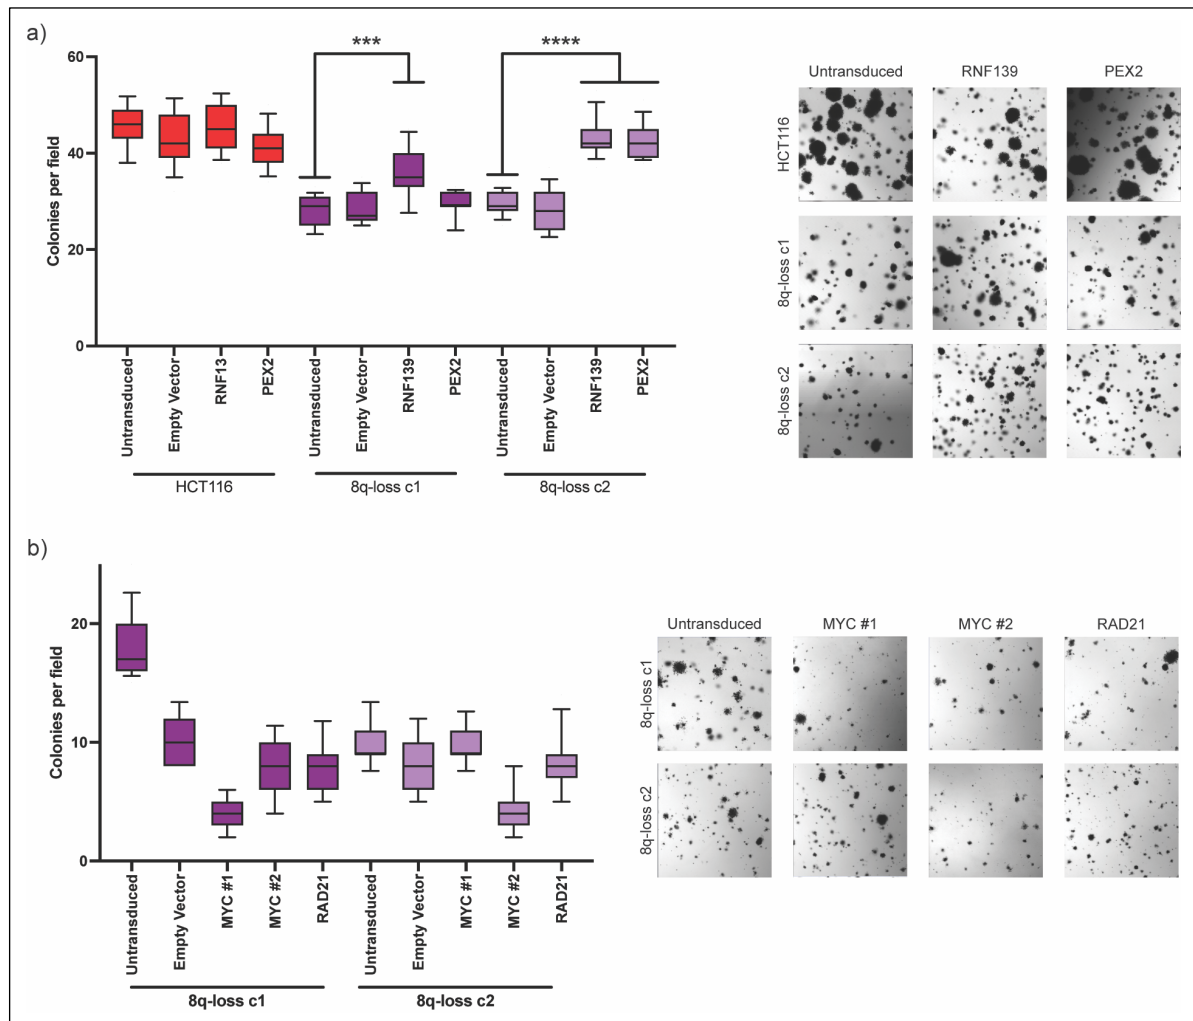 a)
***
****
60
40
20
0
Colonies per field
Untransduced
Empty Vector
RNF13
PEX2
Untransduced
Empty Vector
RNF139
PEX2
Untransduced
Empty Vector
RNF139
PEX2
HCT116
8q-loss c1
8q-loss c2
Untransduced
RNF139
PEX2
HCT116
8q-loss c1
8q-loss c2
b)
20
10
0
Colonies per field
Untransduced
Empty Vector
MYC #1
MYC #2
RAD21
Untransduced
Empty Vector
MYC #1
MYC #2
RAD21
8q-loss c1
8q-loss c2
Untransduced
MYC #1
MYC #2
RAD21
8q-loss c1
8q-loss c2